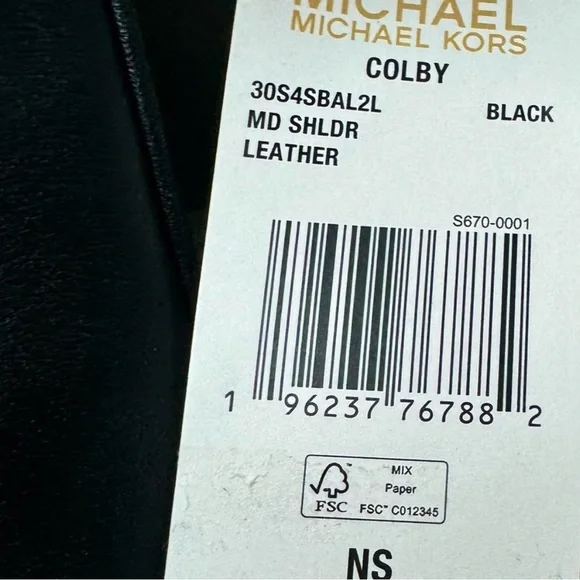 MICHAEL
MICHAEL KORS
COLBY
30S4SBAL2L
BLACK
MD SHLDR
LEATHER
S670-0001
1 96237 76788 2
MIX
Paper
FSC™ C012345
FSC
NS